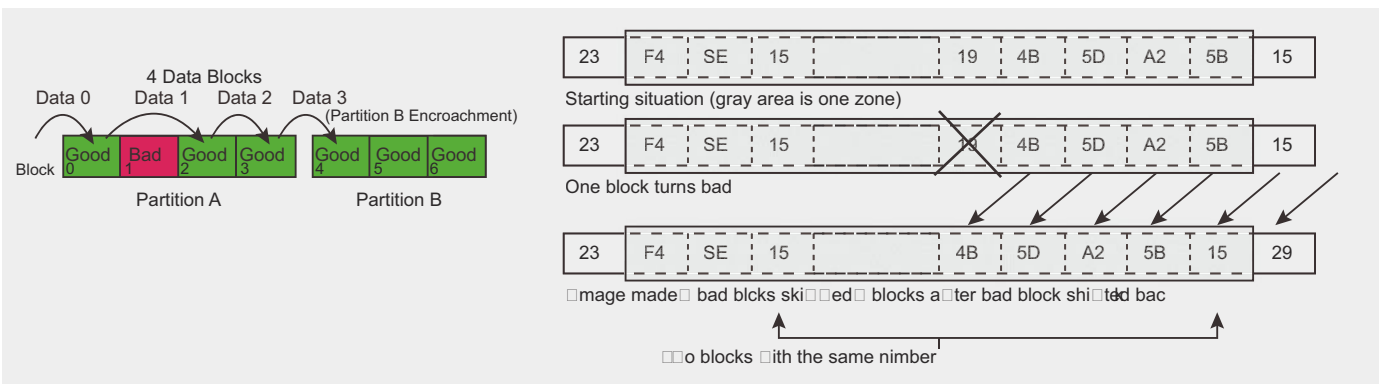 4 Data Blocks
Data 0 Data 1 Data 2 Data 3
(Partition B Encroachment)
Good Bad Good Good Good Good Good
Block 0 1 2 3 4 5 6
Partition A Partition B
23 F4 SE 15 19 4B 5D A2 5B 15
Starting situation (gray area is one zone)
23 F4 SE 15 19 4B 5D A2 5B 15
One block turns bad
23 F4 SE 15 4B 5D A2 5B 15 29
□mage made□ bad blcks ski□□ed□ blocks a□ter bad block shi□ted bac
□□o blocks □ith the same nimber